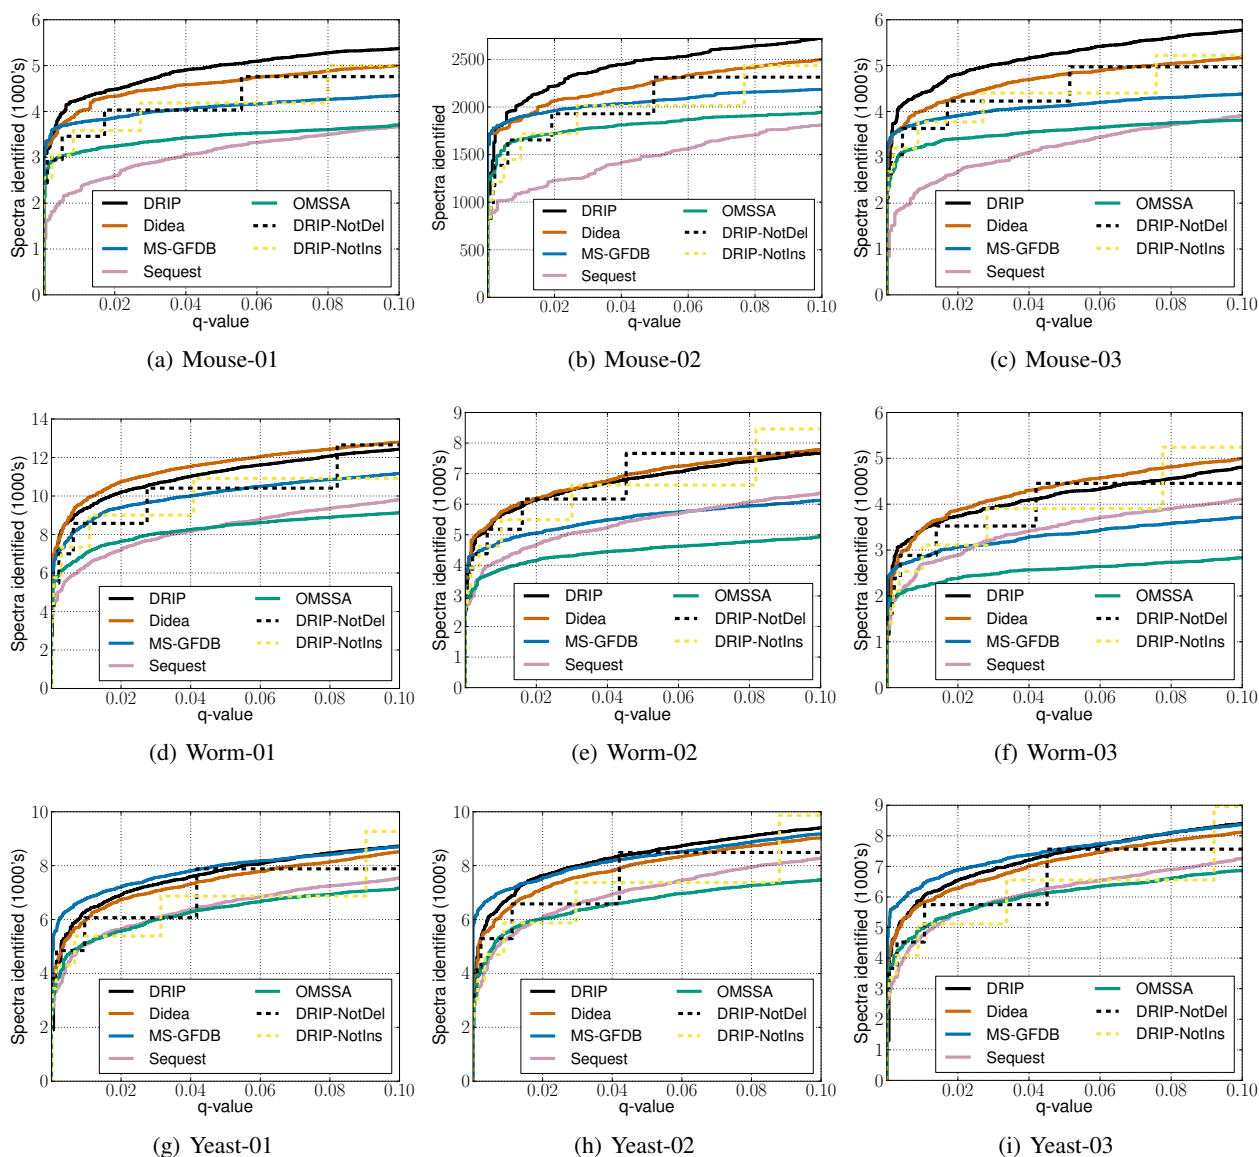 6
5
4
3
2
1
0
Spectra identified (1000's)
0.02
0.04
0.06
0.08
0.10
q-value
DRIP
Didea
MS-GFDB
Sequest
OMSSA
DRIP-NotDel
DRIP-NotIns
(a) Mouse-01
2500
2000
1500
1000
500
0
Spectra identified
0.02
0.04
0.06
0.08
0.10
q-value
DRIP
Didea
MS-GFDB
Sequest
OMSSA
DRIP-NotDel
DRIP-NotIns
(b) Mouse-02
6
5
4
3
2
1
0
Spectra identified (1000's)
0.02
0.04
0.06
0.08
0.10
q-value
DRIP
Didea
MS-GFDB
Sequest
OMSSA
DRIP-NotDel
DRIP-NotIns
(c) Mouse-03
14
12
10
8
6
4
2
0
Spectra identified (1000's)
0.02
0.04
0.06
0.08
0.10
q-value
DRIP
Didea
MS-GFDB
Sequest
OMSSA
DRIP-NotDel
DRIP-NotIns
(d) Worm-01
9
8
7
6
5
4
3
2
1
0
Spectra identified (1000's)
0.02
0.04
0.06
0.08
0.10
q-value
DRIP
Didea
MS-GFDB
Sequest
OMSSA
DRIP-NotDel
DRIP-NotIns
(e) Worm-02
6
5
4
3
2
1
0
Spectra identified (1000's)
0.02
0.04
0.06
0.08
0.10
q-value
DRIP
Didea
MS-GFDB
Sequest
OMSSA
DRIP-NotDel
DRIP-NotIns
(f) Worm-03
10
8
6
4
2
0
Spectra identified (1000's)
0.02
0.04
0.06
0.08
0.10
q-value
DRIP
Didea
MS-GFDB
Sequest
OMSSA
DRIP-NotDel
DRIP-NotIns
(g) Yeast-01
10
8
6
4
2
0
Spectra identified (1000's)
0.02
0.04
0.06
0.08
0.10
q-value
DRIP
Didea
MS-GFDB
Sequest
OMSSA
DRIP-NotDel
DRIP-NotIns
(h) Yeast-02
9
8
7
6
5
4
3
2
1
0
Spectra identified (1000's)
0.02
0.04
0.06
0.08
0.10
q-value
DRIP
Didea
MS-GFDB
Sequest
OMSSA
DRIP-NotDel
DRIP-NotIns
(i) Yeast-03